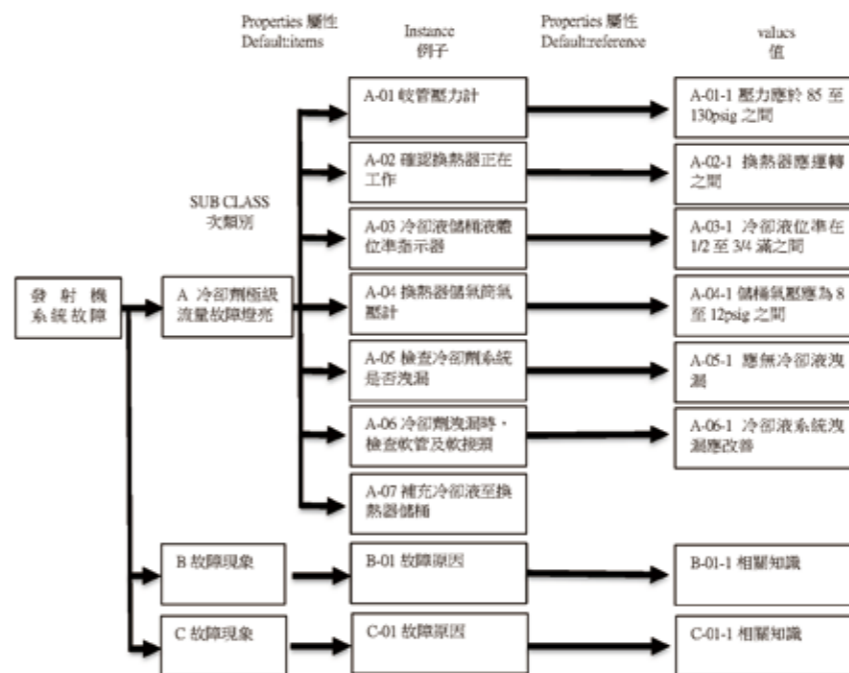 Properties 屬性
Default:items
Instance
例子
Properties 屬性
Default:reference
values
值
SUB CLASS
次類別
發射機
系統故障
A 冷卻劑極級
流量故障燈亮
A-01 岐管壓力計
A-01-1 壓力應於 85 至
130psig 之間
A-02 確認換熱器正在
工作
A-02-1 換熱器應運轉
之間
A-03 冷卻液儲桶液體
位準指示器
A-03-1 冷卻液位準在
1/2 至 3/4 滿之間
A-04 換熱器儲氣筒氣
壓計
A-04-1 儲桶氣壓應為 8
至 12psig 之間
A-05 檢查冷卻劑系統
是否洩漏
A-05-1 應無冷卻液洩
漏
A-06 冷卻劑洩漏時，
檢查軟管及軟接頭
A-06-1 冷卻液系統洩
漏應改善
A-07 補充冷卻液至換
熱器儲桶
B 故障現象
B-01 故障原因
B-01-1 相關知識
C 故障現象
C-01 故障原因
C-01-1 相關知識